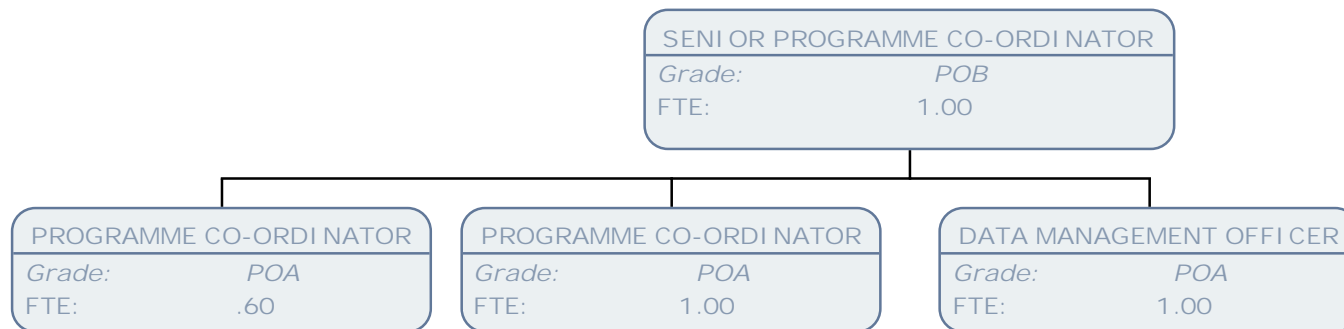 SENIOR PROGRAMME CO-ORDINATOR
Grade: POB
FTE: 1.00
PROGRAMME CO-ORDINATOR
Grade: POA
FTE: .60
PROGRAMME CO-ORDINATOR
Grade: POA
FTE: 1.00
DATA MANAGEMENT OFFICER
Grade: POA
FTE: 1.00